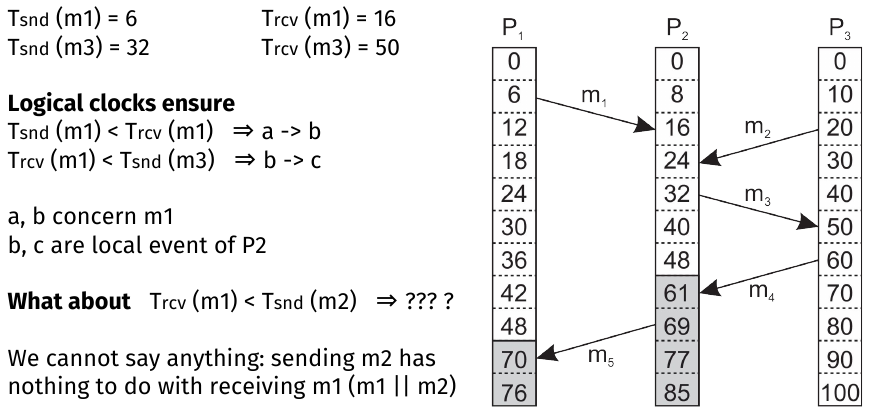 Tsnd (m1) = 6 Trcv (m1) = 16
Tsnd (m3) = 32 Trcv (m3) = 50
Logical clocks ensure
Tsnd (m1) < Trcv (m1) ⇒ a -> b
Trcv (m1) < Tsnd (m3) ⇒ b -> c
a, b concern m1
b, c are local event of P2
What about Trcv (m1) < Tsnd (m2) ⇒ ??? ?
We cannot say anything: sending m2 has
nothing to do with receiving m1 (m1 || m2)
P1 P2 P3
0 0 0
6 m1 8 10
12 16 m2 20
18 24 30
24 32 m3 40
30 40 50
36 48 60
42 61 m4 70
48 69 80
70 m5 77 90
76 85 100